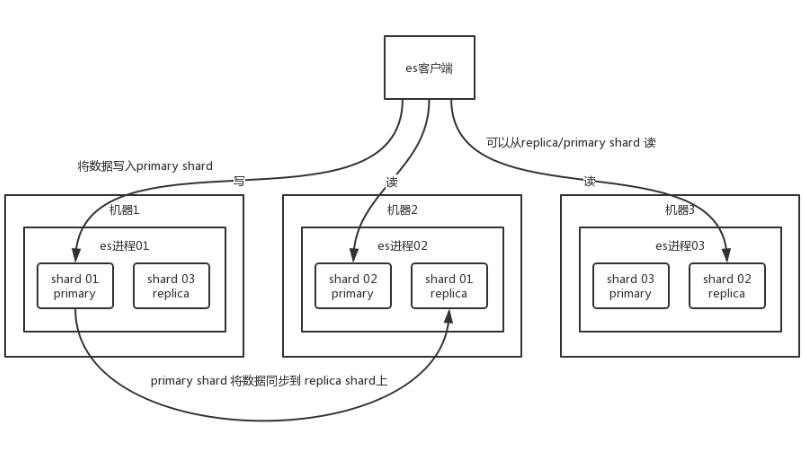 es客户端
可以从replica/primary shard 读
将数据写入primary shard
写
读
读
机器1
机器2
机器3
es进程01
es进程02
es进程03
shard 01
primary
shard 03
replica
shard 02
primary
shard 01
replica
shard 03
primary
shard 02
replica
primary shard 将数据同步到 replica shard上